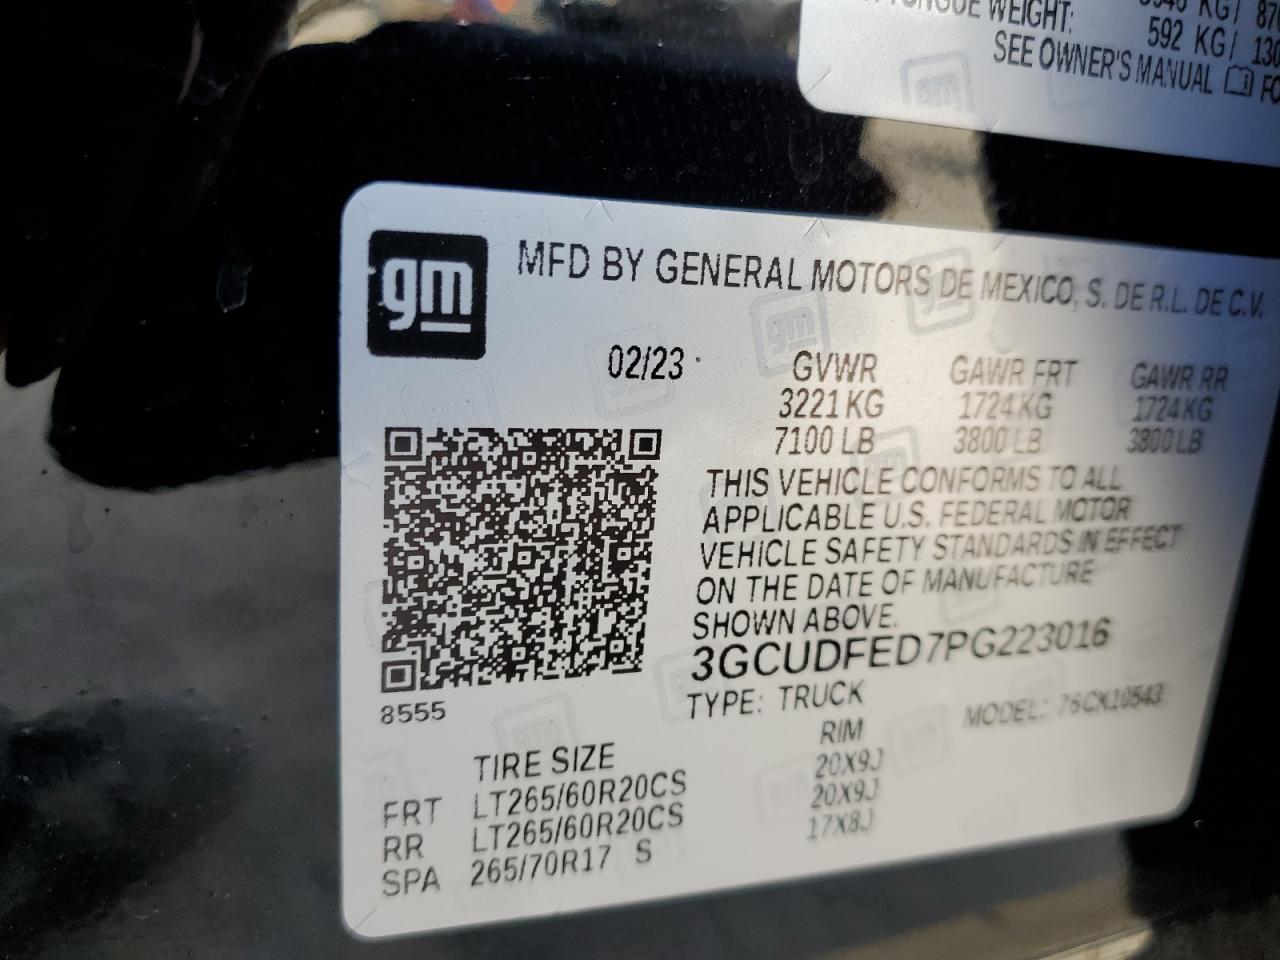 TONGUE WEIGHT:
592 KG/ 130
SEE OWNER'S MANUAL FO
gm
MFD BY GENERAL MOTORS DE MEXICO, S. DE R.L. DE C.V.
02/23 GVWR GAWR FRT GAWR RR
3221 KG 1724 KG 1724 KG
7100 LB 3800 LB 3800 LB
THIS VEHICLE CONFORMS TO ALL
APPLICABLE U.S. FEDERAL MOTOR
VEHICLE SAFETY STANDARDS IN EFFECT
ON THE DATE OF MANUFACTURE
SHOWN ABOVE.
3GCUDFED7PG223016
8555
TYPE: TRUCK MODEL: 76CK10543
TIRE SIZE RIM
FRT LT265/60R20CS 20X9J
RR LT265/60R20CS 20X9J
SPA 265/70R17 S 17X8J